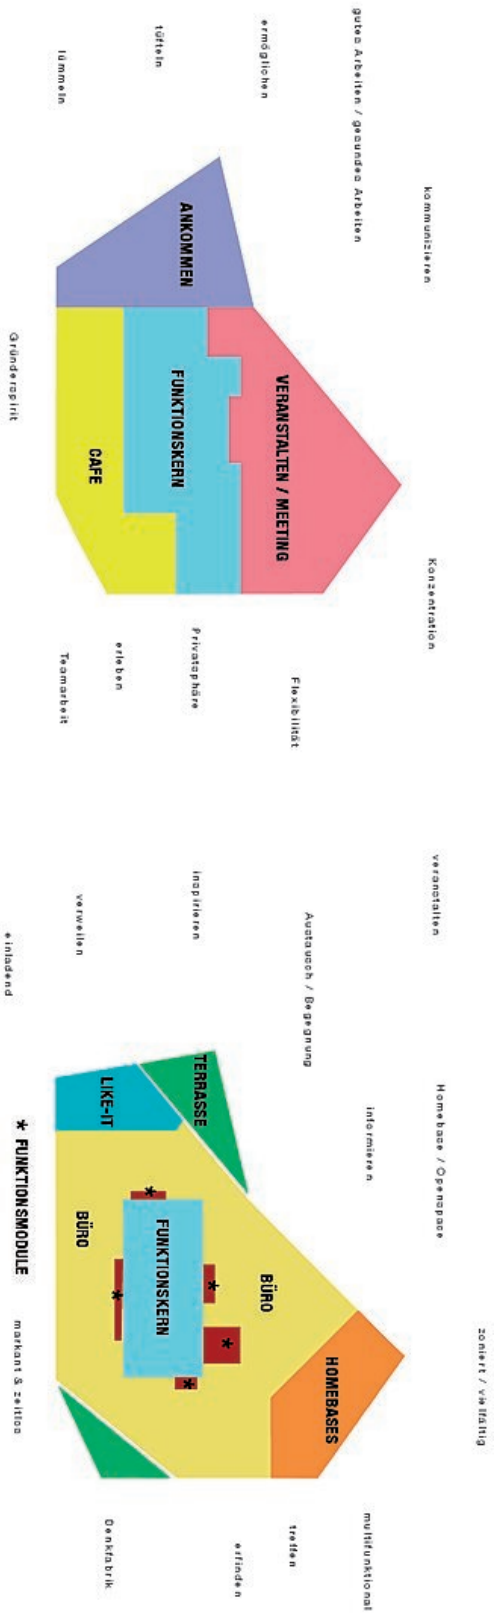 kommunizieren
Konzentration
gutes Arbeiten / gesundes Arbeiten
Flexibilität
ermöglichen
VERANSTALTEN / MEETING
ANKOMMEN
FUNKTIONSKERN
Privatsphäre
tüfteln
erleben
CAFE
lümmeln
Teamarbeit
Gründerspirit
zoniert / vielfältig
veranstalten
Homebase / Openspace
informieren
multifunktional
Austausch / Begegnung
HOMEBASES
treffen
BÜRO
erfinden
inspirieren
TERRASSE
*
*
*
FUNKTIONSKERN
*
*
LIKE-IT
Denkfabrik
verweilen
BÜRO
* FUNKTIONSMODULE
markant & zeitlos
einladend